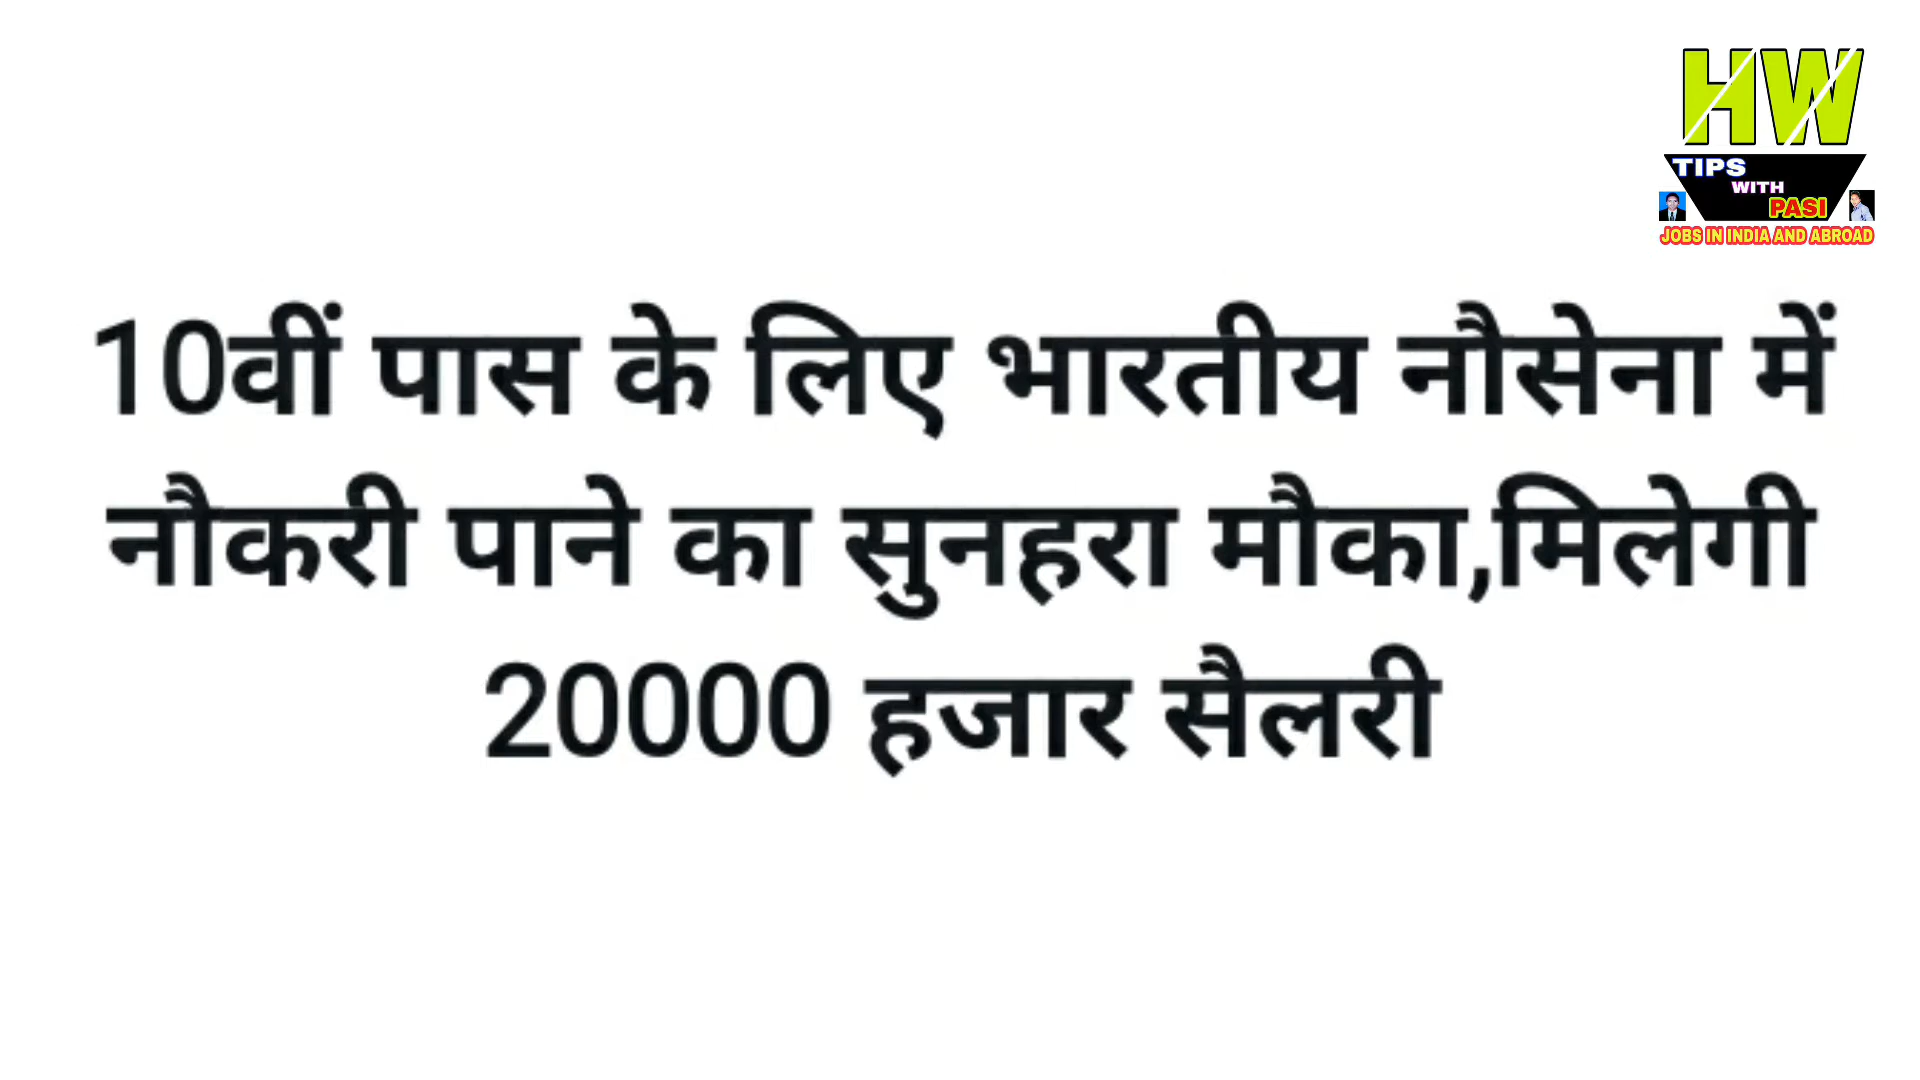 HW
TIPS
WITH
PASI
JOBS IN INDIA AND ABROAD
10वीं पास के लिए भारतीय नौसेना में
नौकरी पाने का सुनहरा मौका,मिलेगी
20000 हजार सैलरी